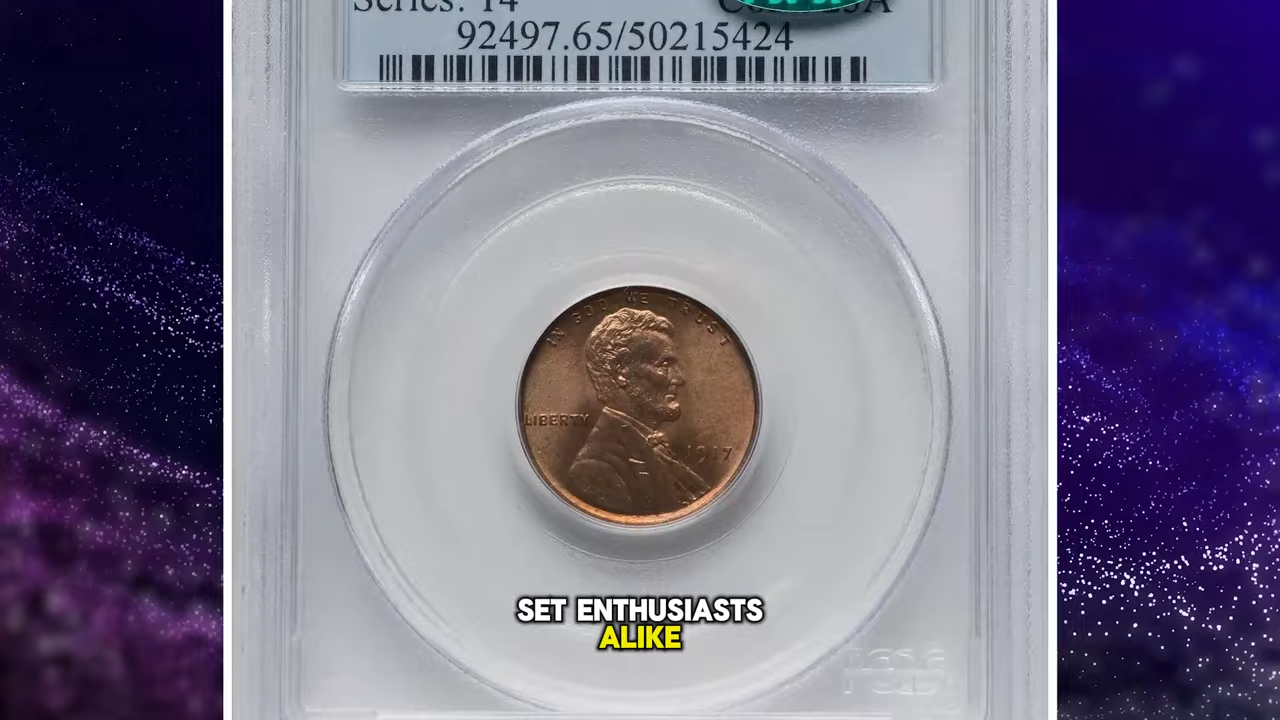 Series: 14
92497.65/50215424
IN GOD WE TRUST
LIBERTY
1917
SET ENTHUSIASTS
ALIKE